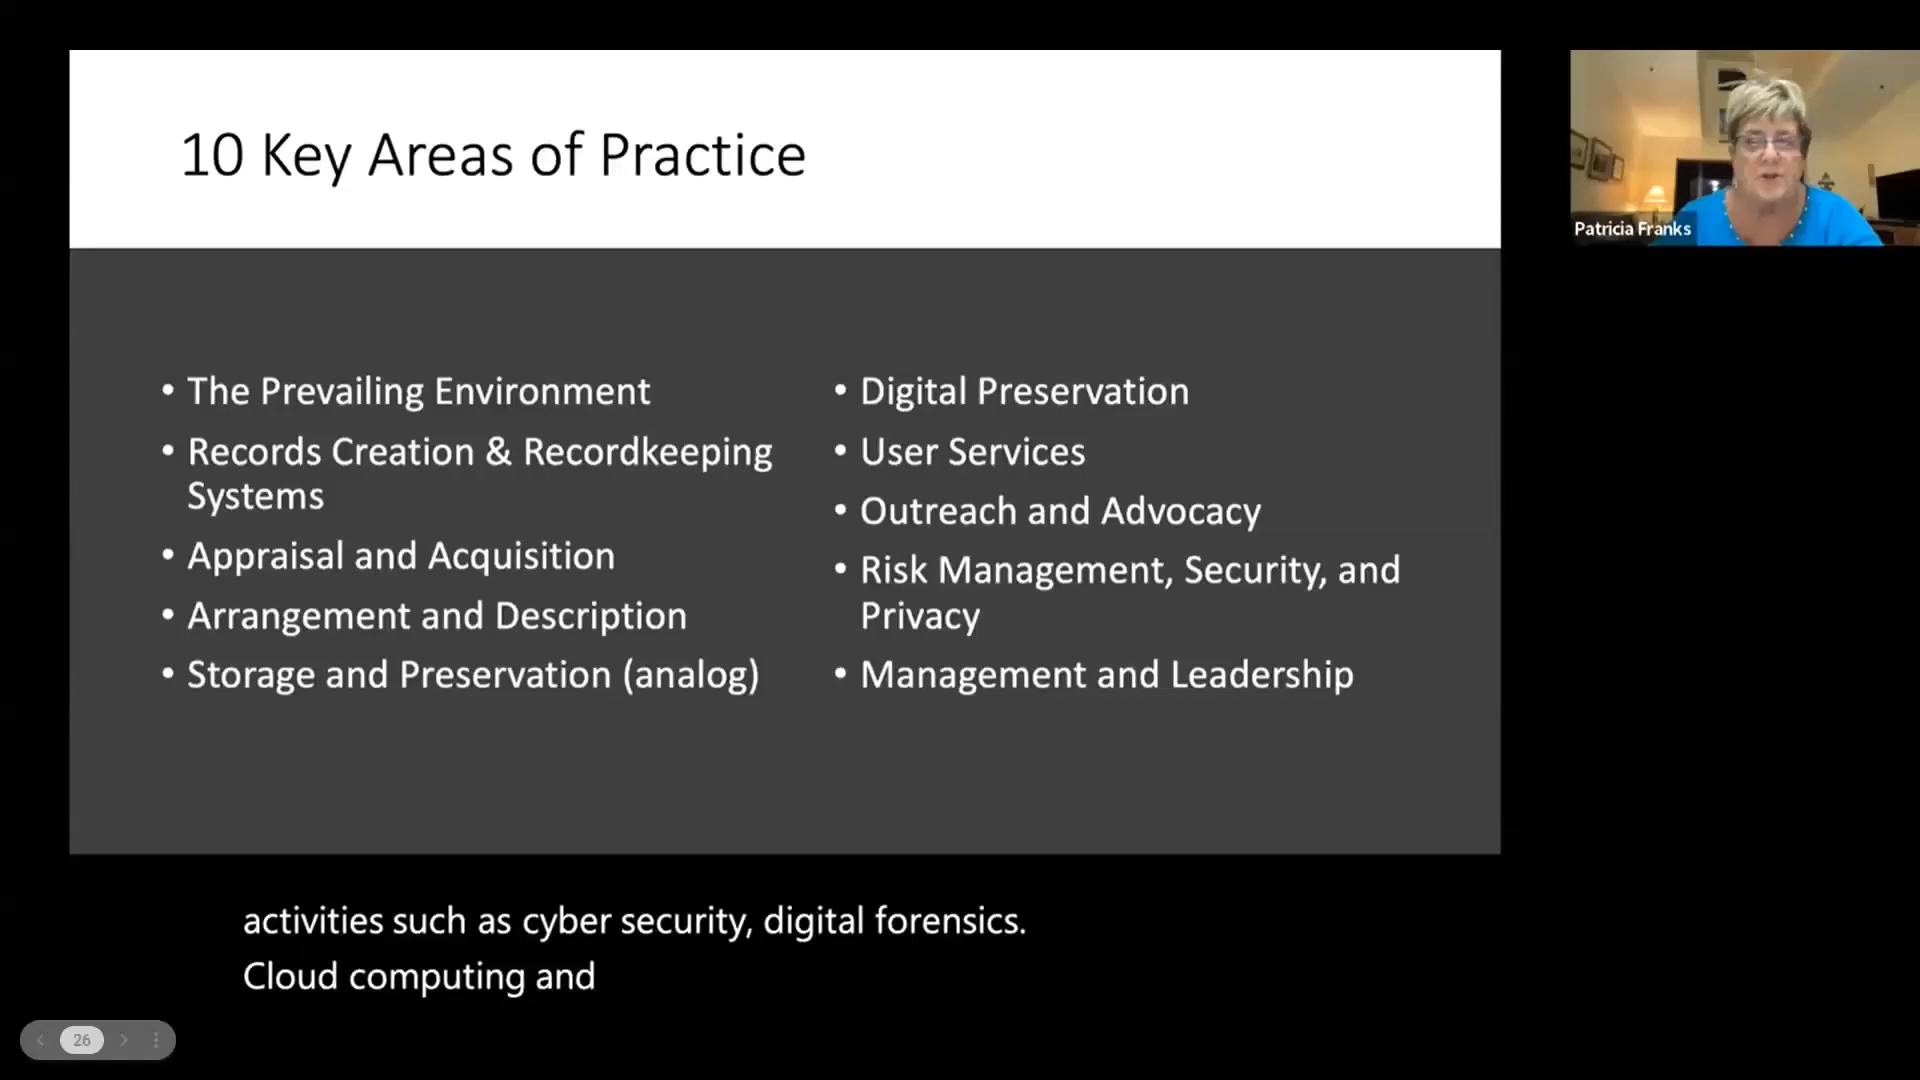 10 Key Areas of Practice
• The Prevailing Environment
• Records Creation & Recordkeeping
Systems
• Appraisal and Acquisition
• Arrangement and Description
• Storage and Preservation (analog)
• Digital Preservation
• User Services
• Outreach and Advocacy
• Risk Management, Security, and
Privacy
• Management and Leadership
Patricia Franks
activities such as cyber security, digital forensics.
Cloud computing and
26